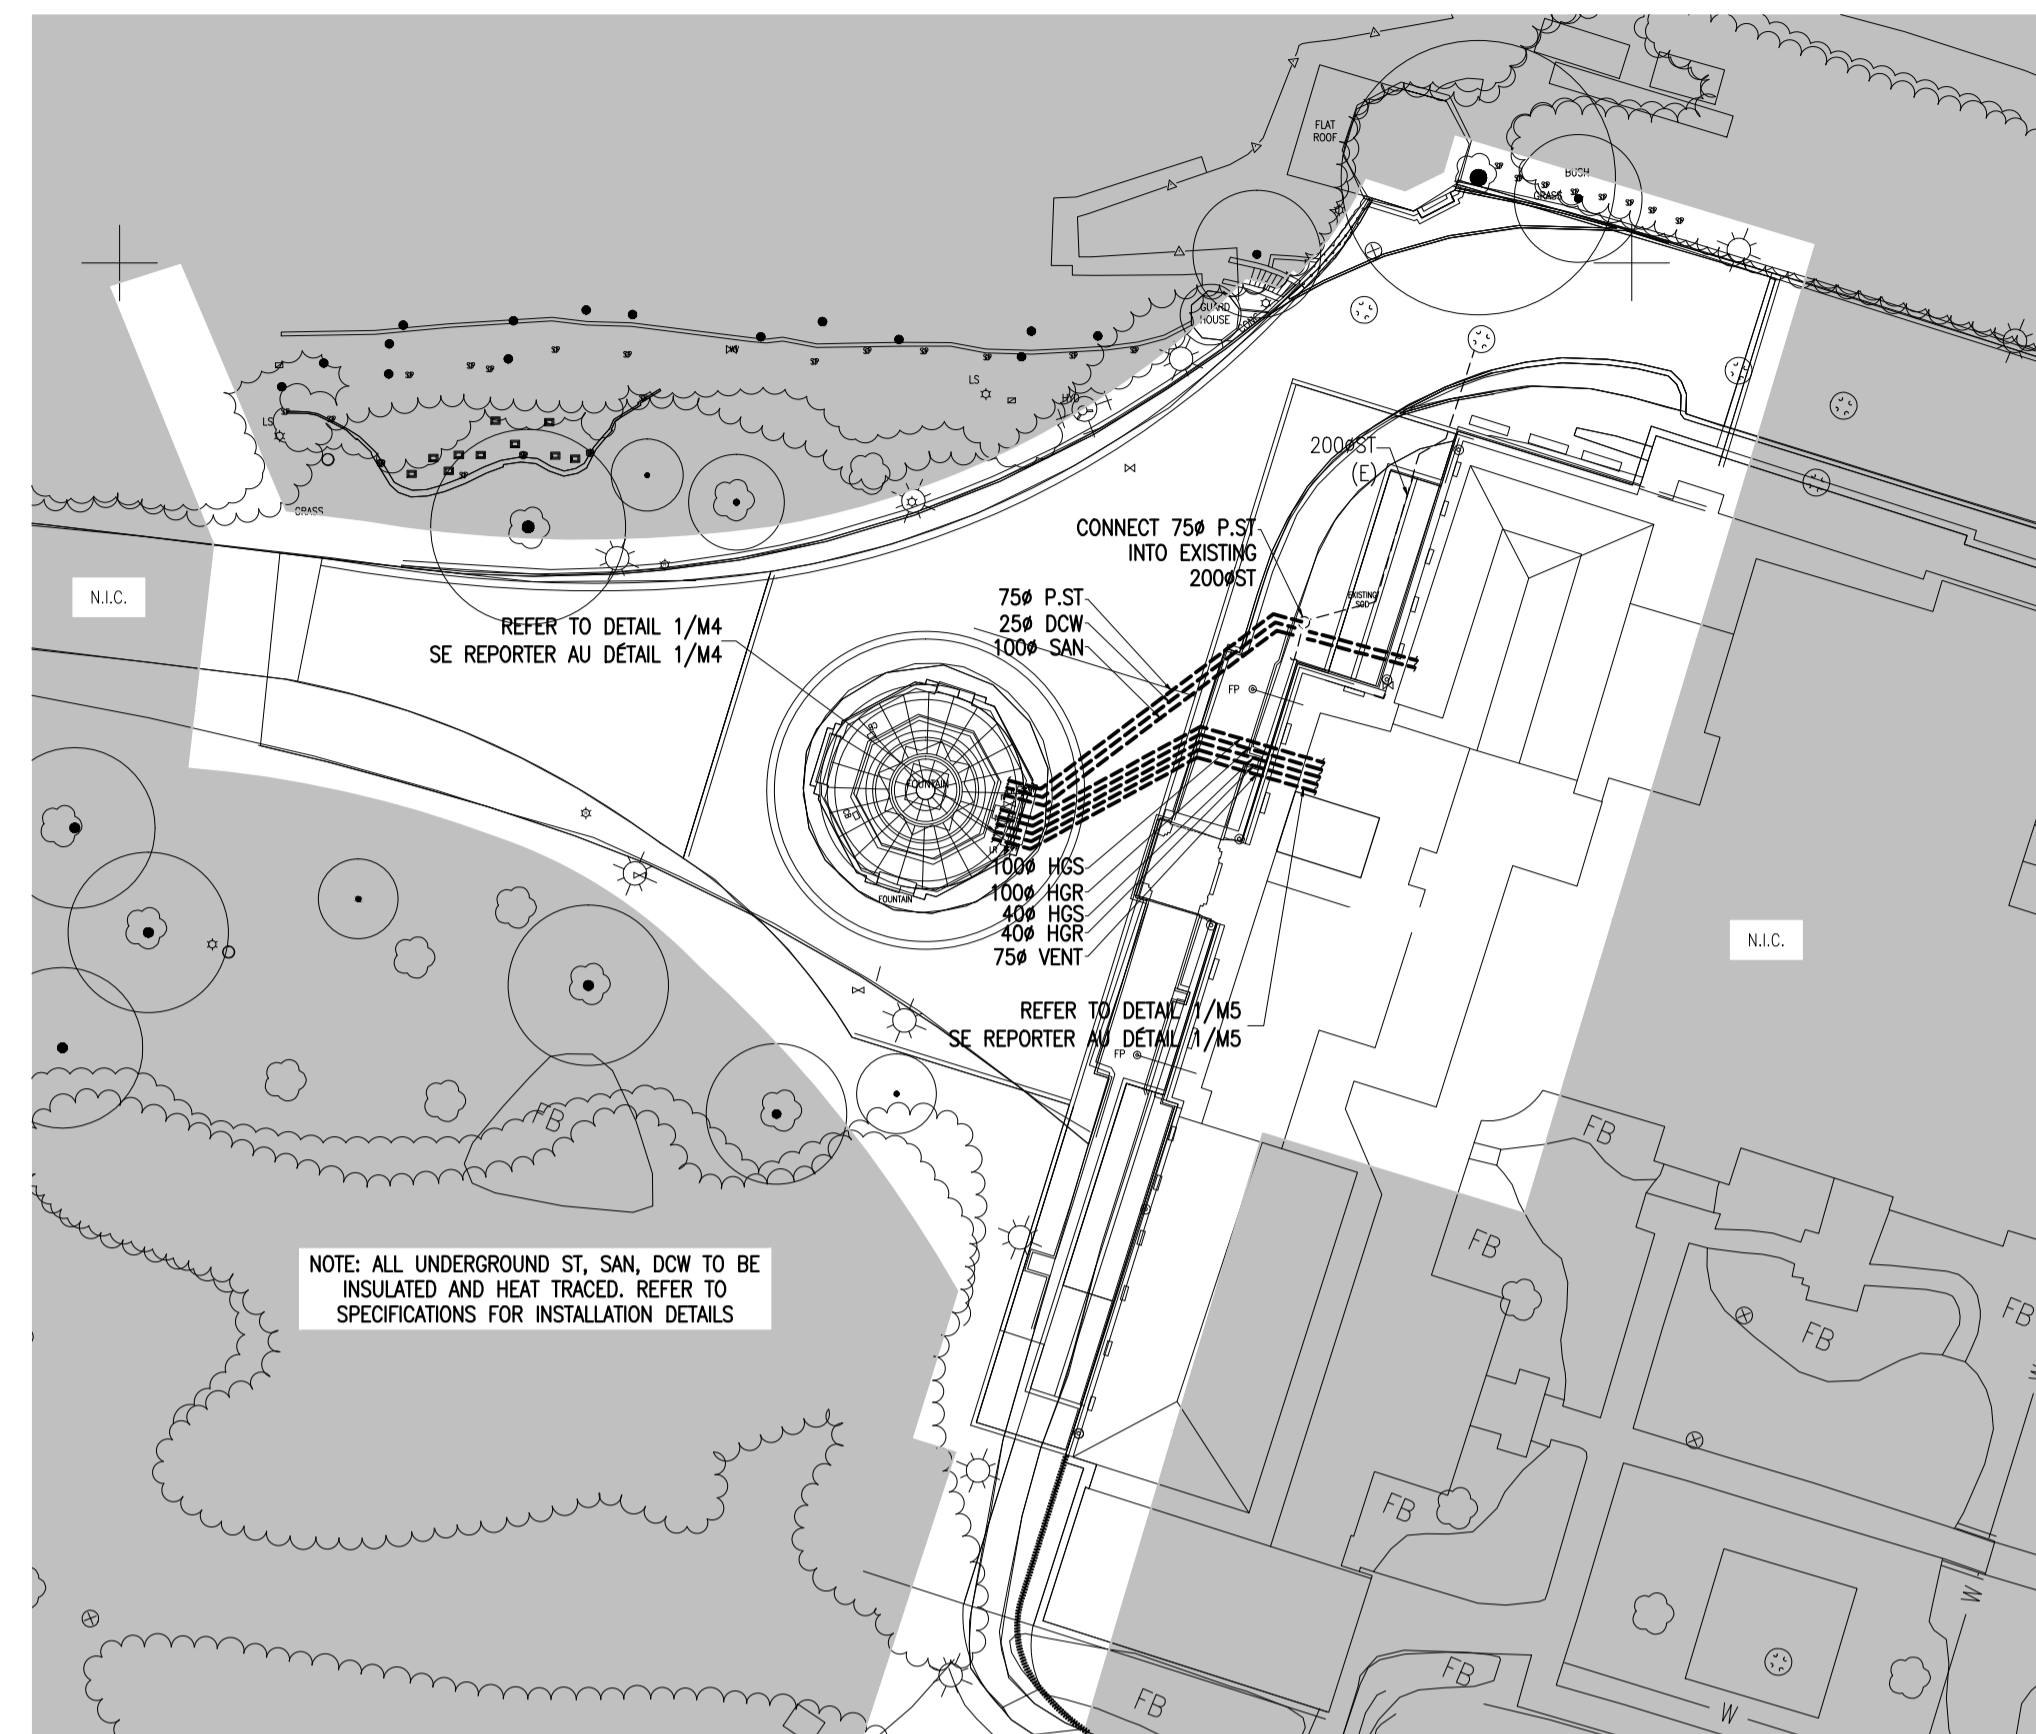 FLAT
ROOF
BUSH
GRASS
GUARD
HOUSE
LS
HYD
LS
GRASS
200øST
(E)
CONNECT 75ø P.ST
INTO EXISTING
200øST
N.I.C.
75ø P.ST
25ø DCW
100ø SAN
EXISTING
REFER TO DETAIL 1/M4
SE REPORTER AU DÉTAIL 1/M4
FP
FOUNTAIN
CB
CB
FOUNTAIN
100ø HGS
100ø HGR
40ø HGS
40ø HGR
75ø VENT
N.I.C.
REFER TO DETAIL 1/M5
SE REPORTER AU DÉTAIL 1/M5
FP
FB
FB
FB
FB
FB
NOTE: ALL UNDERGROUND ST, SAN, DCW TO BE
INSULATED AND HEAT TRACED. REFER TO
SPECIFICATIONS FOR INSTALLATION DETAILS
FB
FB
FB
W
W
W